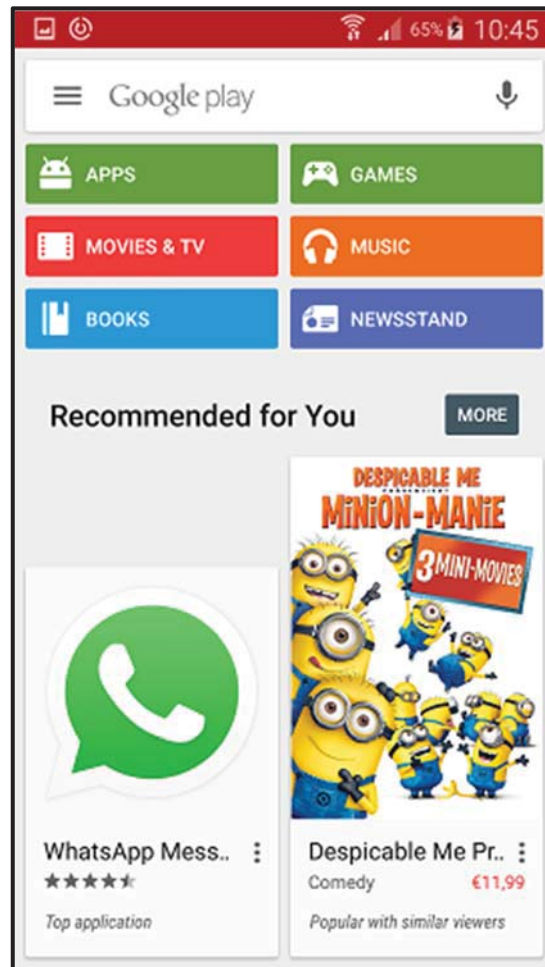 65% 10:45
Google play
APPS
GAMES
MOVIES & TV
MUSIC
BOOKS
NEWSSTAND
Recommended for You
MORE
WhatsApp Mess..
Top application
DESPICABLE ME
MINION-MANIE
3 MINI-MOVIES
Despicable Me Pr..
Comedy €11,99
Popular with similar viewers